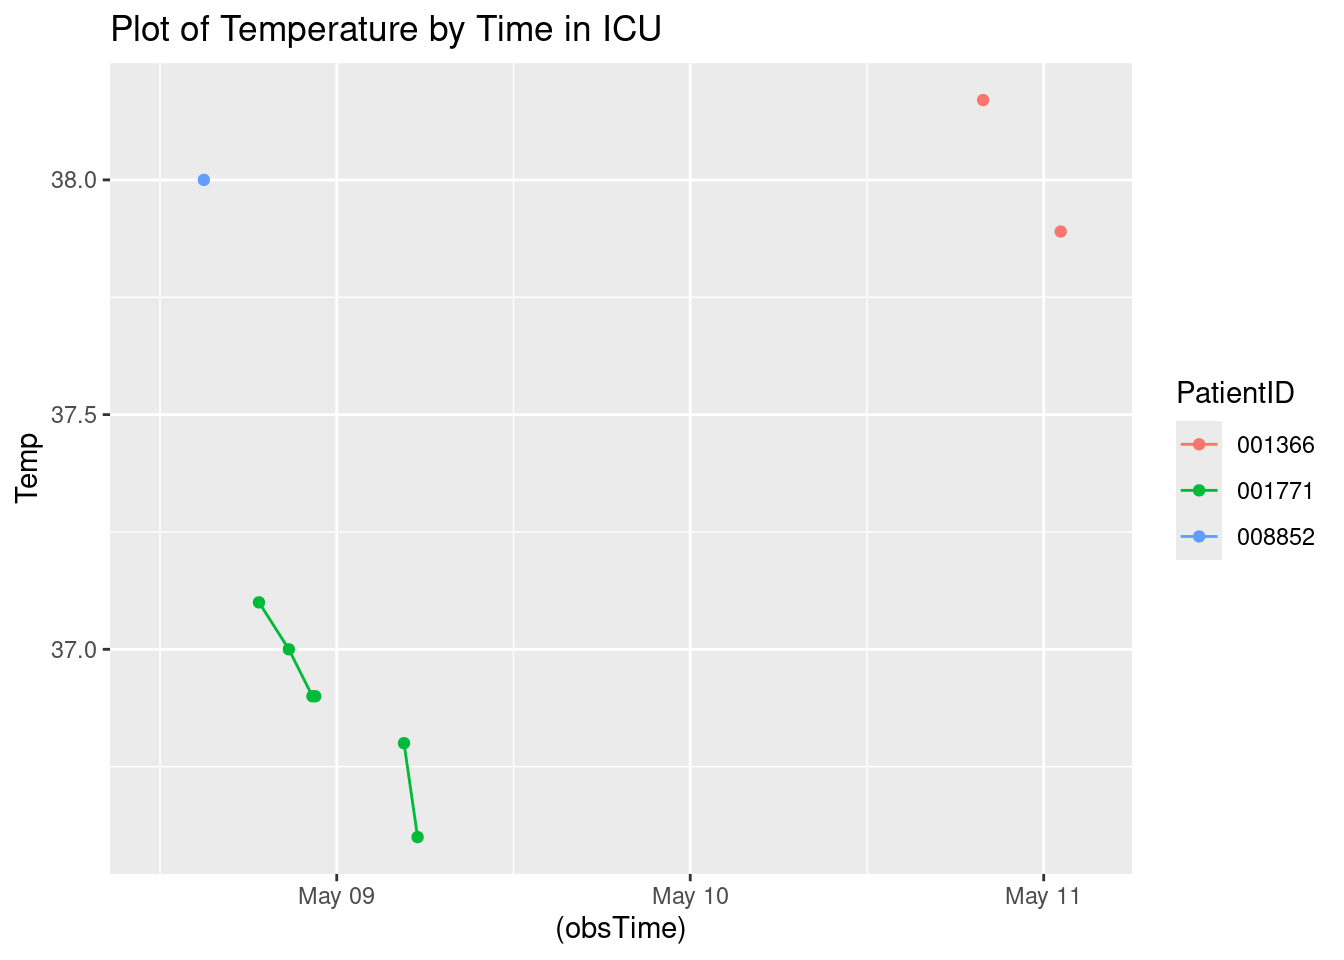 Plot of Temperature by Time in ICU
38.0
37.5
37.0
Temp
May 09
May 10
May 11
(obsTime)
PatientID
001366
001771
008852